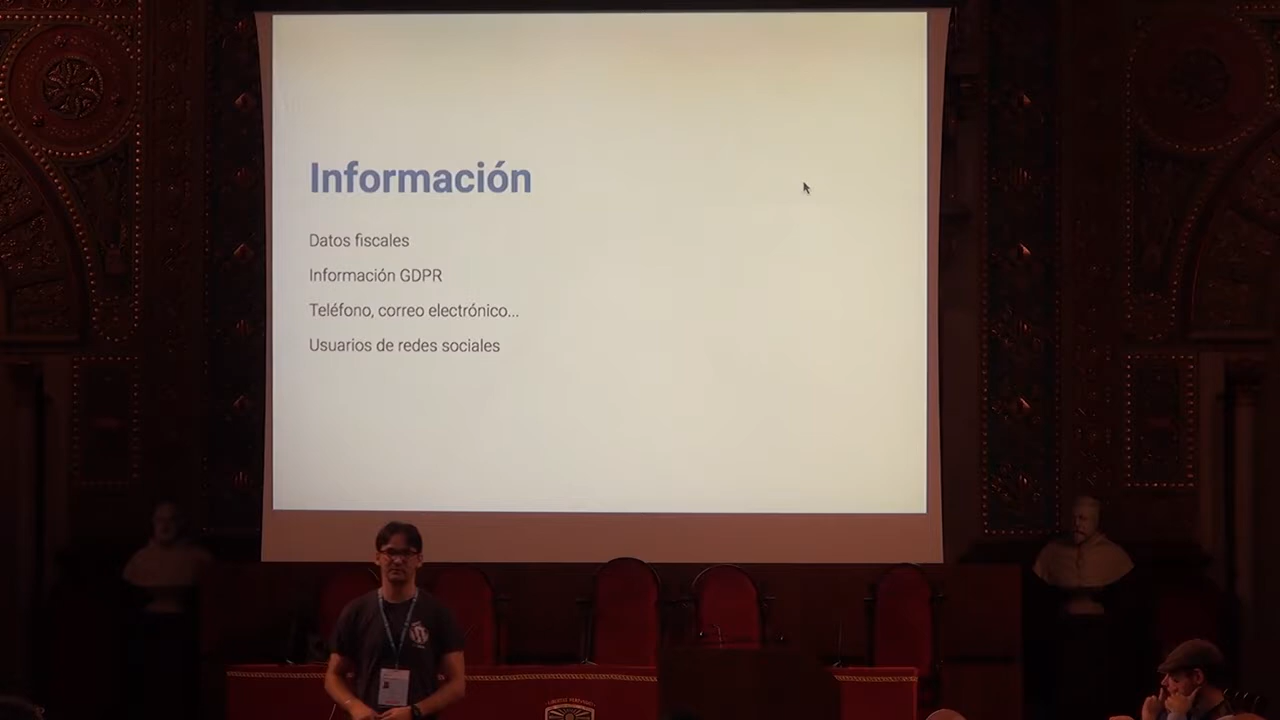 Información
Datos fiscales
Información GDPR
Teléfono, correo electrónico...
Usuarios de redes sociales